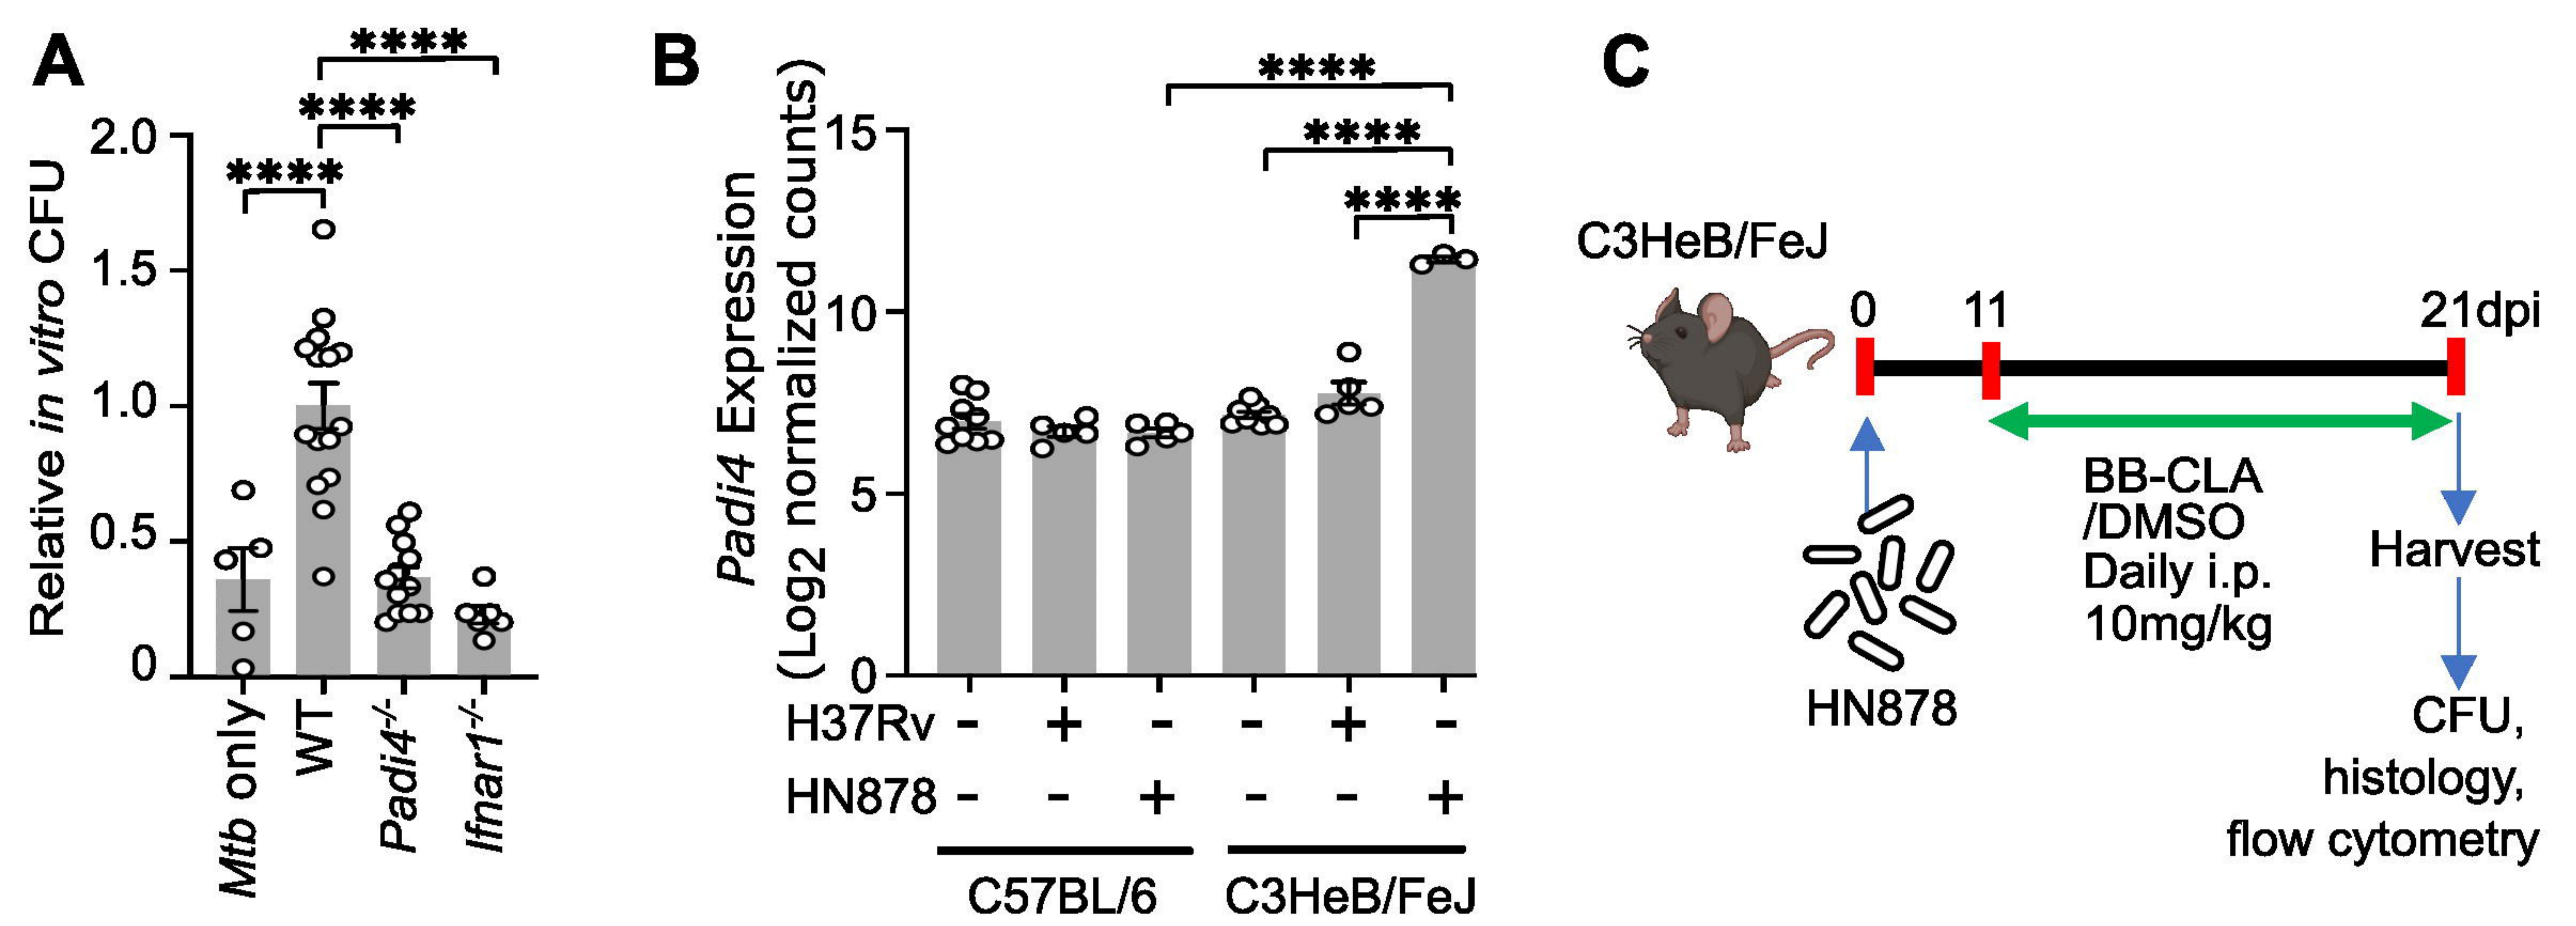 A
****
****
****
Relative in vitro CFU
2.0
1.5
1.0
0.5
0
Mtb only
WT
Padi4-/-
Ifnar1-/-
B
****
****
****
Padi4 Expression
(Log2 normalized counts)
15
10
5
0
H37Rv - + - - + -
HN878 - - + - - +
C57BL/6 C3HeB/FeJ
C
C3HeB/FeJ
0 11 21dpi
BB-CLA
/DMSO
Daily i.p.
10mg/kg
HN878
Harvest
CFU,
histology,
flow cytometry